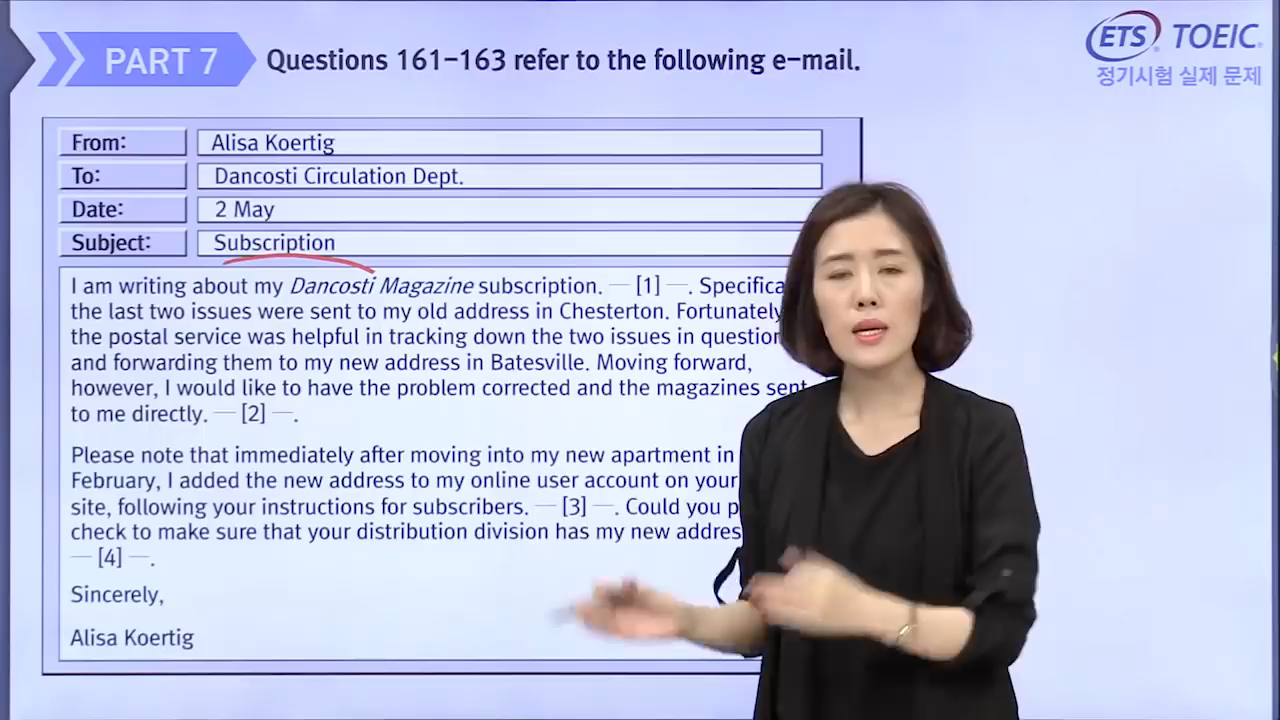 PART 7
Questions 161–163 refer to the following e-mail.
ETS TOEIC
정기시험 실제 문제
From: Alisa Koertig
To: Dancosti Circulation Dept.
Date: 2 May
Subject: Subscription
I am writing about my Dancosti Magazine subscription. — [1] —.
the last two issues were sent to my old address in Chesterton. Fortunately
the postal service was helpful in tracking down the two issues in question
and forwarding them to my new address in Batesville. Moving forward,
however, I would like to have the problem corrected and the magazines sent
to me directly. — [2] —.
Please note that immediately after moving into my new apartment in
February, I added the new address to my online user account on your
site, following your instructions for subscribers. — [3] —. Could you
check to make sure that your distribution division has my new
— [4] —.
Sincerely,
Alisa Koertig